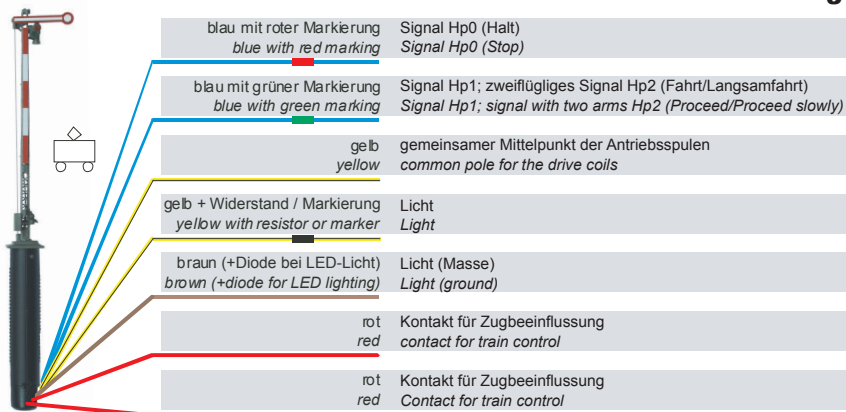 blau mit roter Markierung Signal Hp0 (Halt)
blue with red marking Signal Hp0 (Stop)
blau mit grüner Markierung Signal Hp1; zweiflügliges Signal Hp2 (Fahrt/Langsamfahrt)
blue with green marking Signal Hp1; signal with two arms Hp2 (Proceed/Proceed slowly)
gelb gemeinsamer Mittelpunkt der Antriebsspulen
yellow common pole for the drive coils
gelb + Widerstand / Markierung Licht
yellow with resistor or marker Light
braun (+Diode bei LED-Licht) Licht (Masse)
brown (+diode for LED lighting) Light (ground)
rot Kontakt für Zugbeeinflussung
red contact for train control
rot Kontakt für Zugbeeinflussung
red Contact for train control